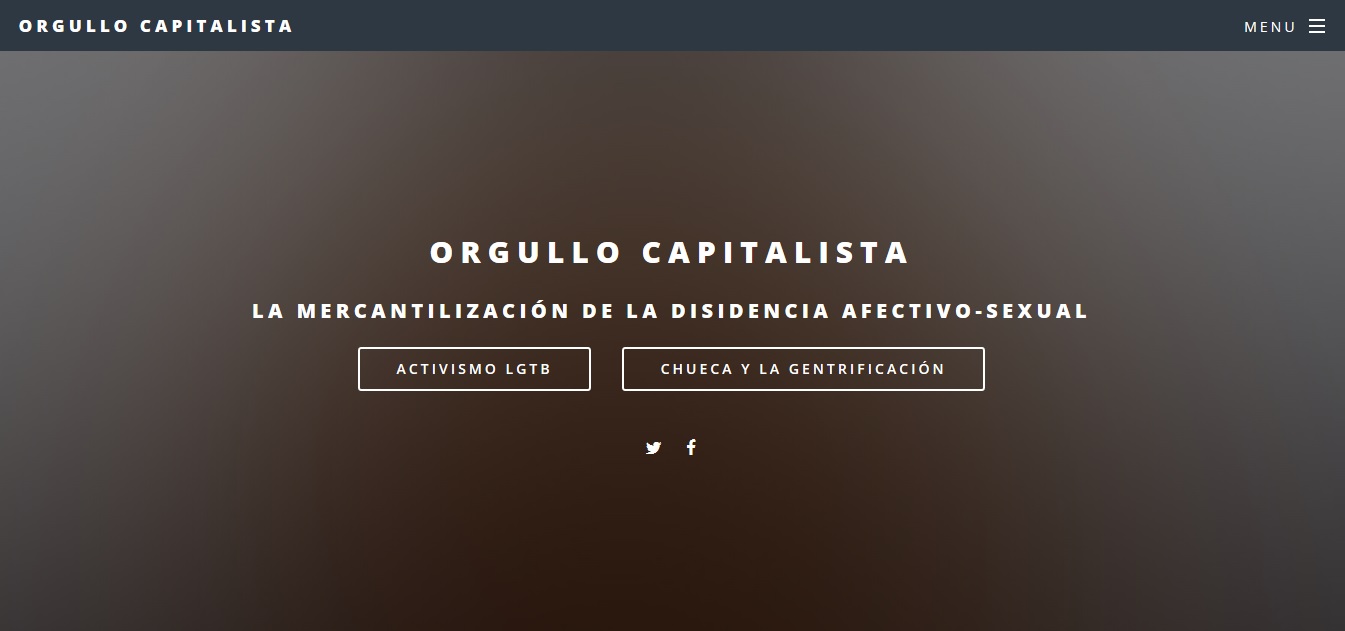 ORGULLO CAPITALISTA
MENU
ORGULLO CAPITALISTA
LA MERCANTILIZACIÓN DE LA DISIDENCIA AFECTIVO-SEXUAL
ACTIVISMO LGTB
CHUECA Y LA GENTRIFICACIÓN